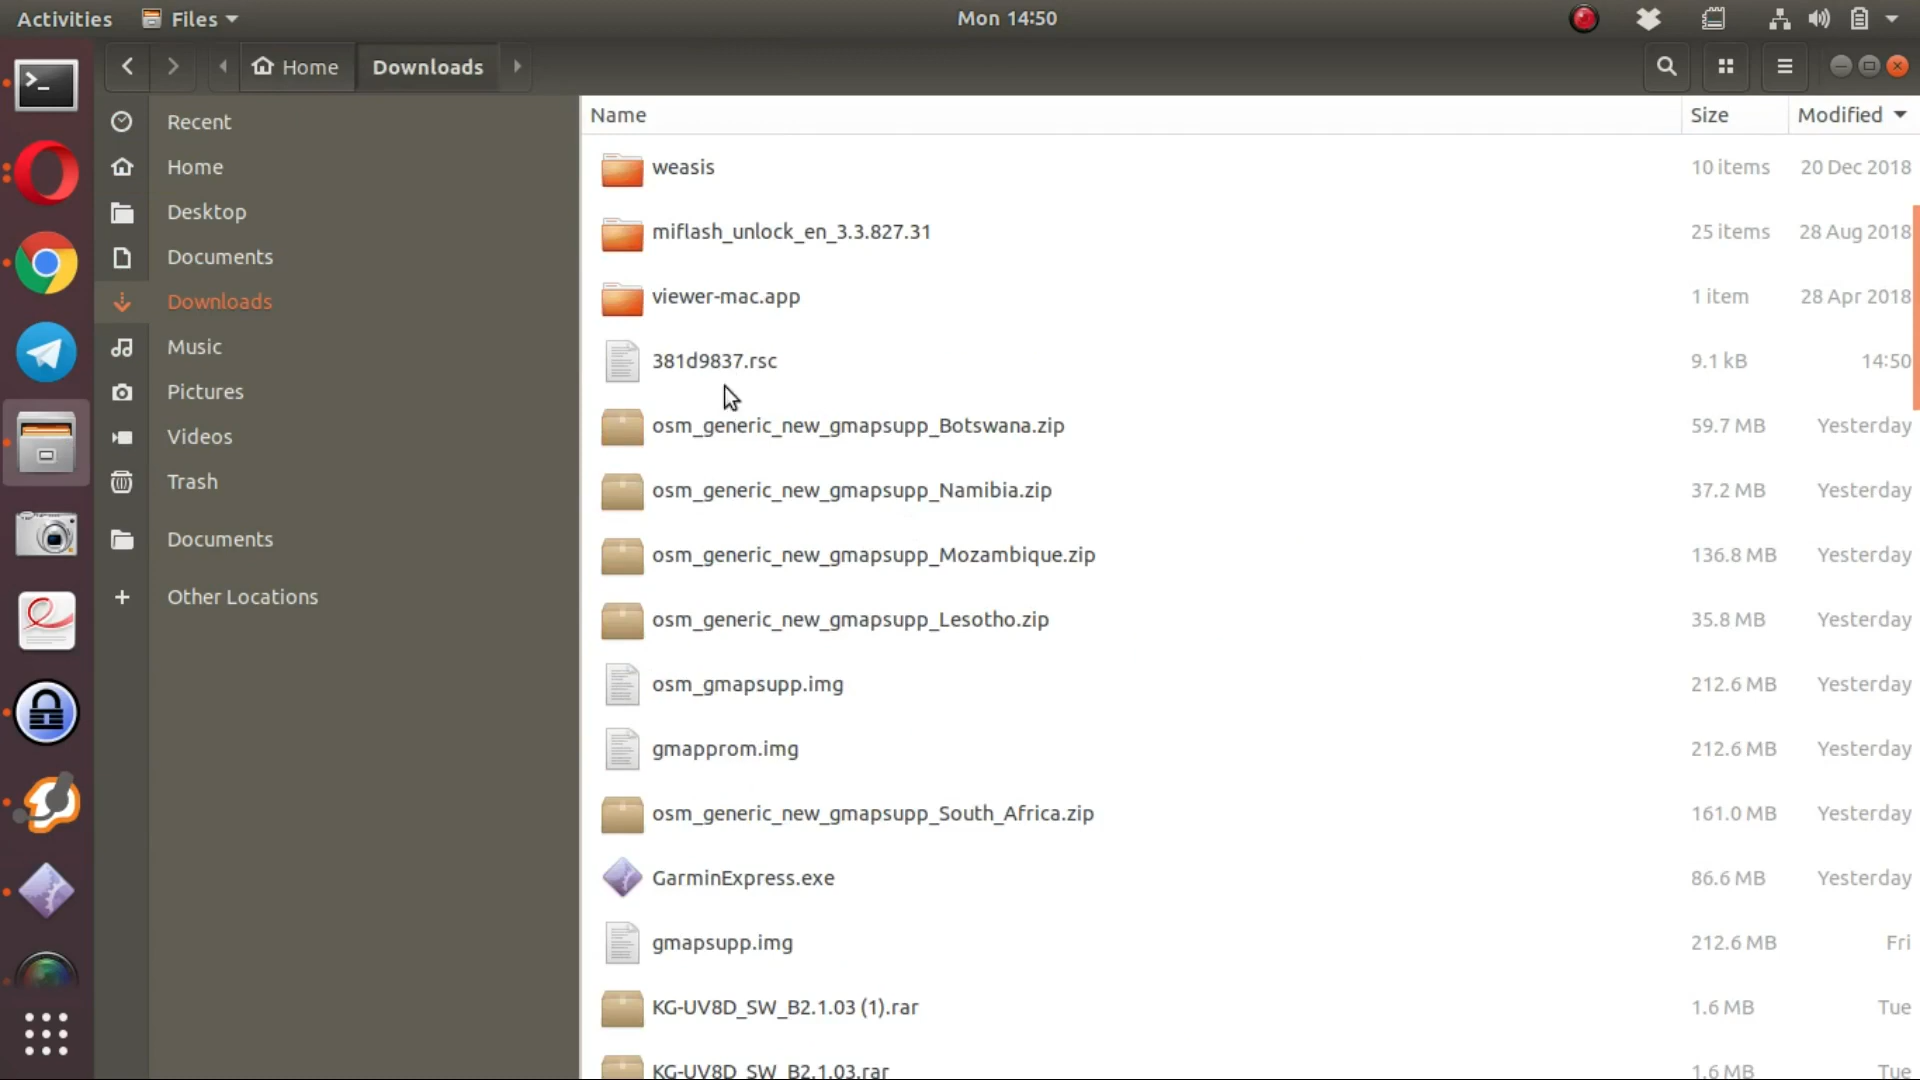 Activities Files Mon 14:50
Home Downloads
Recent
Home
Desktop
Documents
Downloads
Music
Pictures
Videos
Trash
Documents
Other Locations
Name Size Modified
weasis 10 items 20 Dec 2018
miflash_unlock_en_3.3.827.31 25 items 28 Aug 2018
viewer-mac.app 1 item 28 Apr 2018
381d9837.rsc 9.1 kB 14:50
osm_generic_new_gmapsupp_Botswana.zip 59.7 MB Yesterday
osm_generic_new_gmapsupp_Namibia.zip 37.2 MB Yesterday
osm_generic_new_gmapsupp_Mozambique.zip 136.8 MB Yesterday
osm_generic_new_gmapsupp_Lesotho.zip 35.8 MB Yesterday
osm_gmapsupp.img 212.6 MB Yesterday
gmapprom.img 212.6 MB Yesterday
osm_generic_new_gmapsupp_South_Africa.zip 161.0 MB Yesterday
GarminExpress.exe 86.6 MB Yesterday
gmapsupp.img 212.6 MB Fri
KG-UV8D_SW_B2.1.03 (1).rar 1.6 MB Tue
KG-UV8D_SW_B2.1.03.rar 1.6 MB Tue